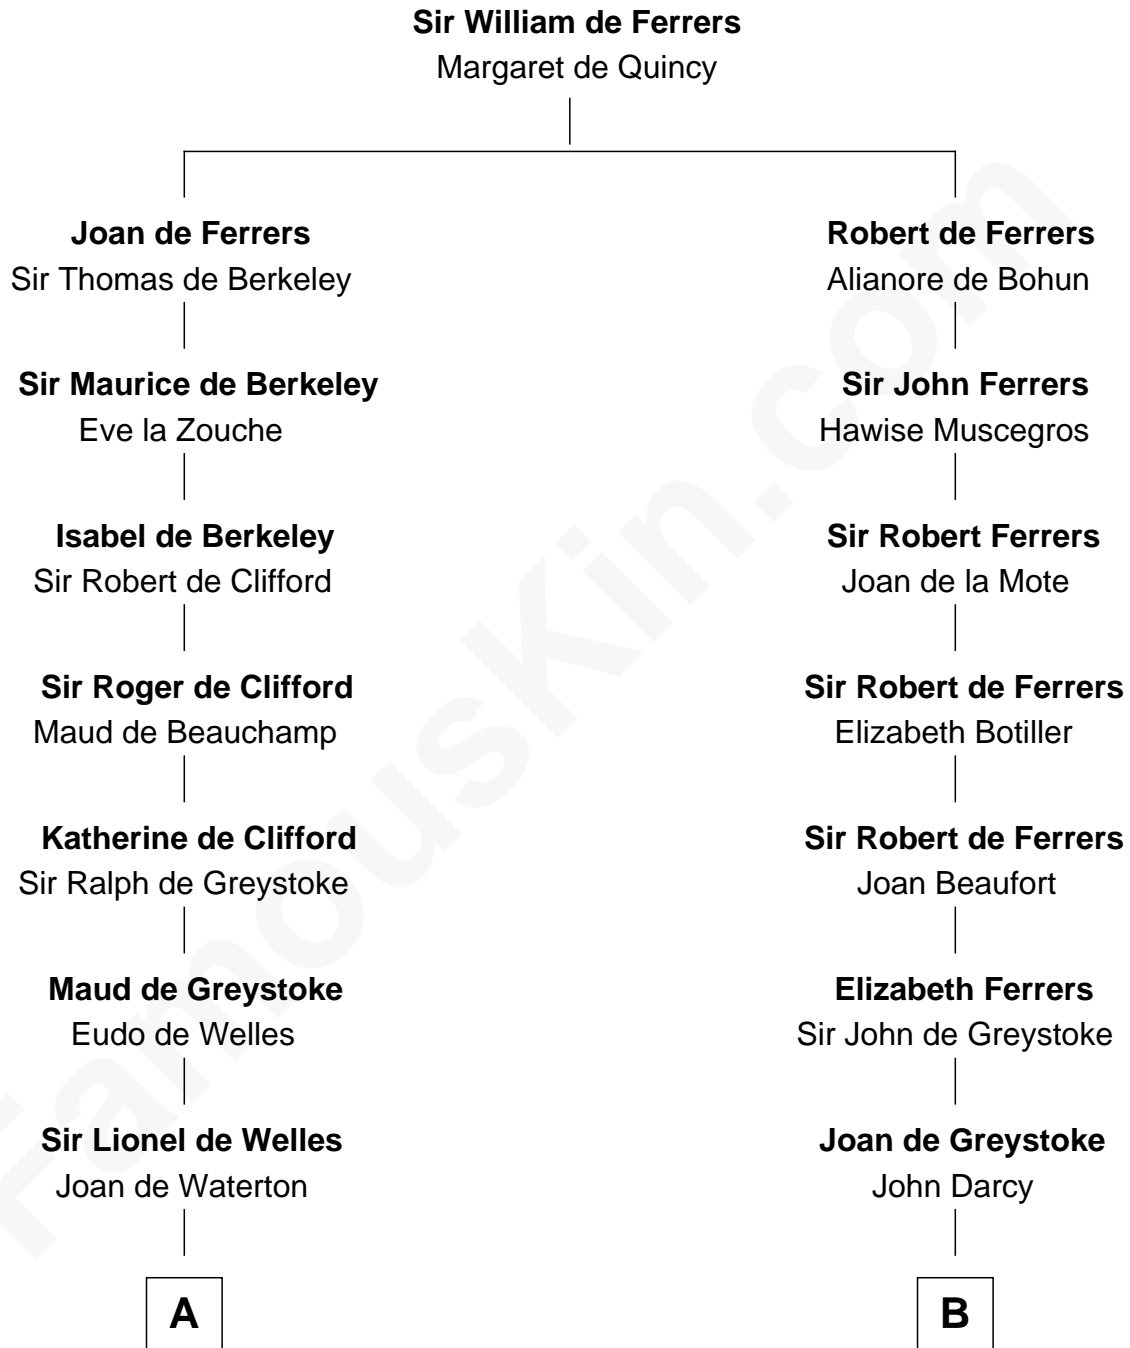 Sir William de Ferrers
Margaret de Quincy
Joan de Ferrers
Sir Thomas de Berkeley
Robert de Ferrers
Alianore de Bohun
Sir Maurice de Berkeley
Eve la Zouche
Sir John Ferrers
Hawise Muscegros
Isabel de Berkeley
Sir Robert de Clifford
Sir Robert Ferrers
Joan de la Mote
Sir Roger de Clifford
Maud de Beauchamp
Sir Robert de Ferrers
Elizabeth Botiller
Katherine de Clifford
Sir Ralph de Greystoke
Sir Robert de Ferrers
Joan Beaufort
Maud de Greystoke
Eudo de Welles
Elizabeth Ferrers
Sir John de Greystoke
Sir Lionel de Welles
Joan de Waterton
Joan de Greystoke
John Darcy
A
B
FamousKin.com